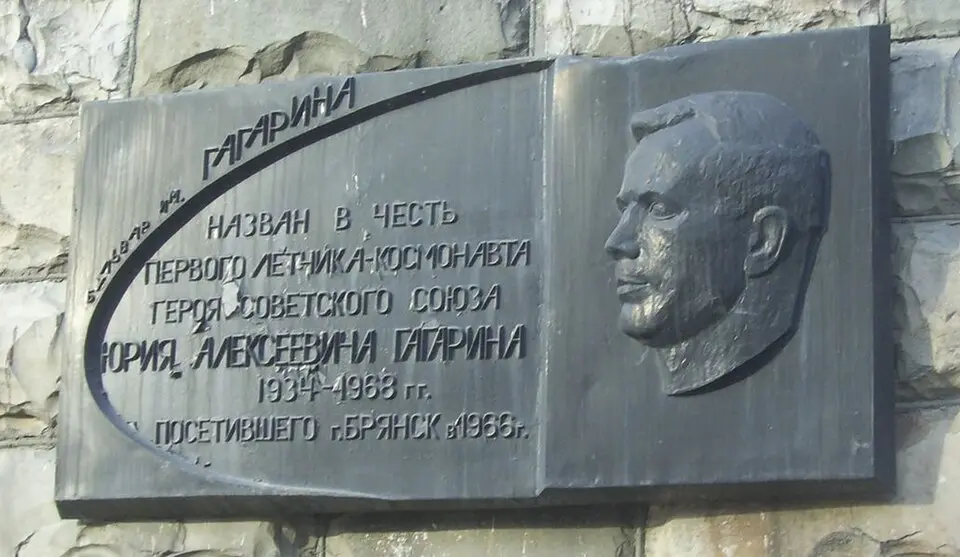 БУЛЬВАР ИМ. ГАГАРИНА
НАЗВАН В ЧЕСТЬ
ПЕРВОГО ЛЁТЧИКА-КОСМОНАВТА
ГЕРОЯ СОВЕТСКОГО СОЮЗА
ЮРИЯ АЛЕКСЕЕВИЧА ГАГАРИНА
1934-1968 гг.
ПОСЕТИВШЕГО г. БРЯНСК в 1966 г.